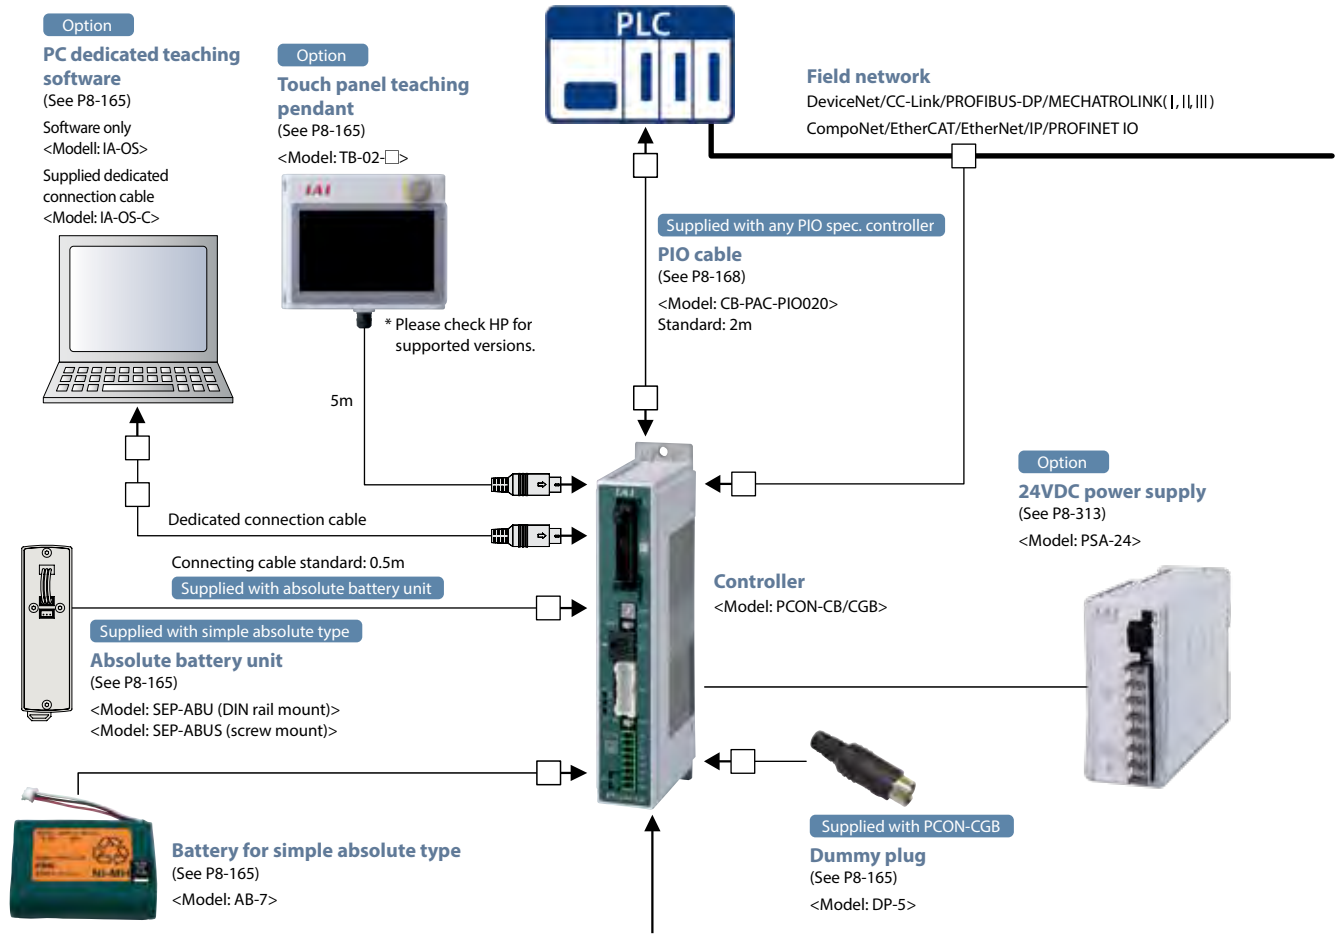 Option
PC dedicated teaching
software
(See P8-165)
Software only
<Modell: IA-OS>
Supplied dedicated
connection cable
<Model: IA-OS-C>
Option
Touch panel teaching
pendant
(See P8-165)
<Model: TB-02-□>
IAI
* Please check HP for
supported versions.
5m
PLC
Field network
DeviceNet/CC-Link/PROFIBUS-DP/MECHATROLINK(Ⅰ,Ⅱ,Ⅲ)
CompoNet/EtherCAT/EtherNet/IP/PROFINET IO
Supplied with any PIO spec. controller
PIO cable
(See P8-168)
<Model: CB-PAC-PIO020>
Standard: 2m
Option
24VDC power supply
(See P8-313)
<Model: PSA-24>
IAI
Dedicated connection cable
Connecting cable standard: 0.5m
Supplied with absolute battery unit
IAI
Controller
<Model: PCON-CB/CGB>
Supplied with simple absolute type
Absolute battery unit
(See P8-165)
<Model: SEP-ABU (DIN rail mount)>
<Model: SEP-ABUS (screw mount)>
Ni-MH
Battery for simple absolute type
(See P8-165)
<Model: AB-7>
Supplied with PCON-CGB
Dummy plug
(See P8-165)
<Model: DP-5>